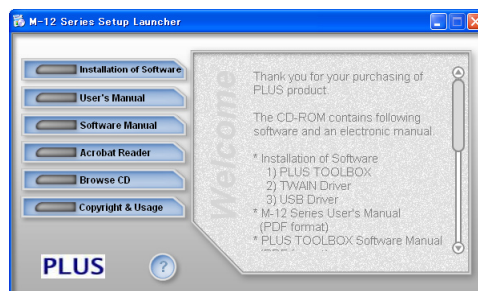 M-12 Series Setup Launcher
Installation of Software
User's Manual
Software Manual
Acrobat Reader
Browse CD
Copyright & Usage
PLUS
?
Welcome
Thank you for your purchasing of
PLUS product.
The CD-ROM contains following
software and an electronic manual
* Installation of Software
1) PLUS TOOLBOX
2) TWAIN Driver
3) USB Driver
* M-12 Series User's Manual
(PDF format)
* PLUS TOOLBOX Software Manual